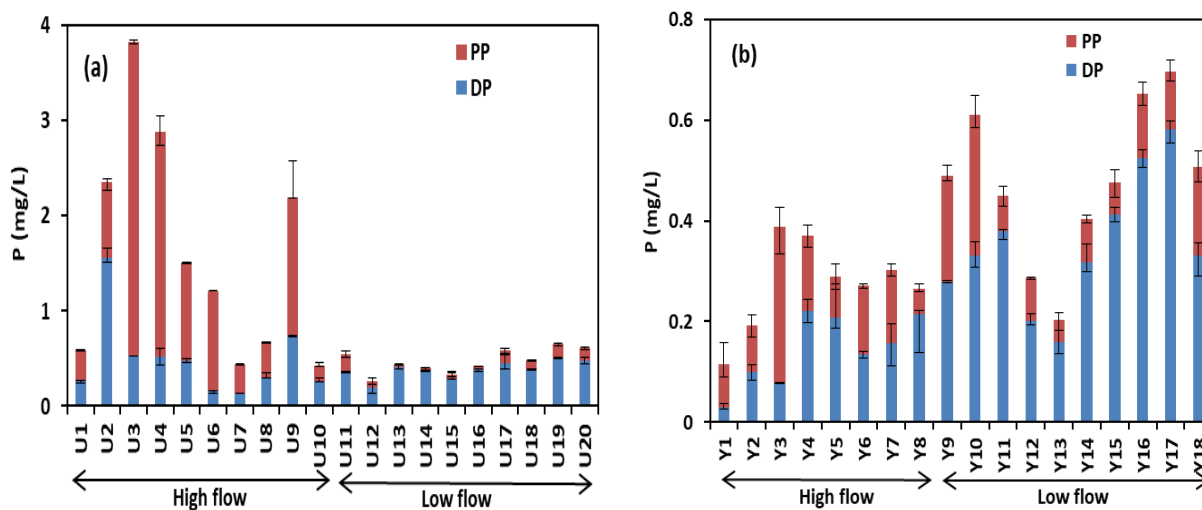 (a)
PP
DP
P (mg/L)
4
3
2
1
0
U1 U2 U3 U4 U5 U6 U7 U8 U9 U10 U11 U12 U13 U14 U15 U16 U17 U18 U19 U20
High flow Low flow
(b)
PP
DP
P (mg/L)
0.8
0.6
0.4
0.2
0
Y1 Y2 Y3 Y4 Y5 Y6 Y7 Y8 Y9 Y10 Y11 Y12 Y13 Y14 Y15 Y16 Y17 Y18
High flow Low flow